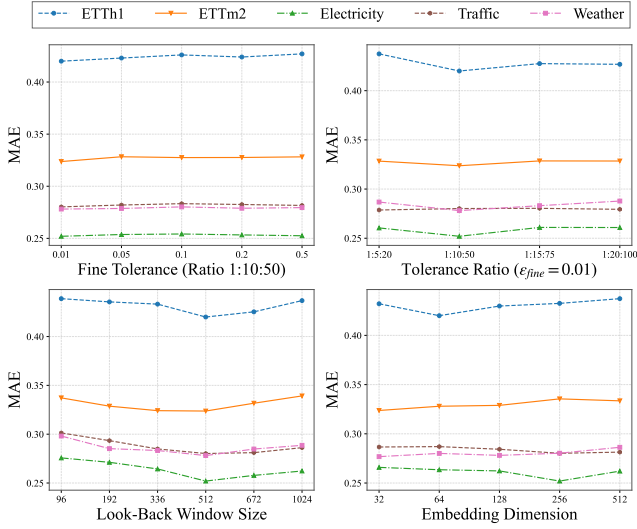 ETTh1 ETTm2 Electricity Traffic Weather
MAE
0.40
0.35
0.30
0.25
0.01 0.05 0.1 0.2 0.5
Fine Tolerance (Ratio 1:10:50)
MAE
0.40
0.35
0.30
0.25
1:5:20 1:10:50 1:15:75 1:20:100
Tolerance Ratio (ε_fine = 0.01)
MAE
0.40
0.35
0.30
0.25
96 192 336 512 672 1024
Look-Back Window Size
MAE
0.40
0.35
0.30
0.25
32 64 128 256 512
Embedding Dimension